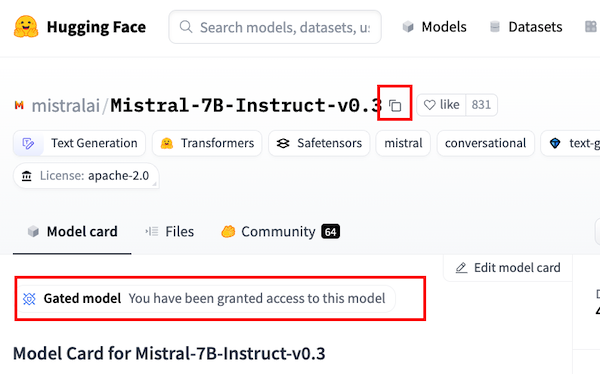 Hugging Face Search models, datasets, us Models Datasets
mistralai/Mistral-7B-Instruct-v0.3 like 831
Text Generation Transformers Safetensors mistral conversational text-g
License: apache-2.0
Model card Files Community 64
Edit model card
Gated model You have been granted access to this model
Model Card for Mistral-7B-Instruct-v0.3